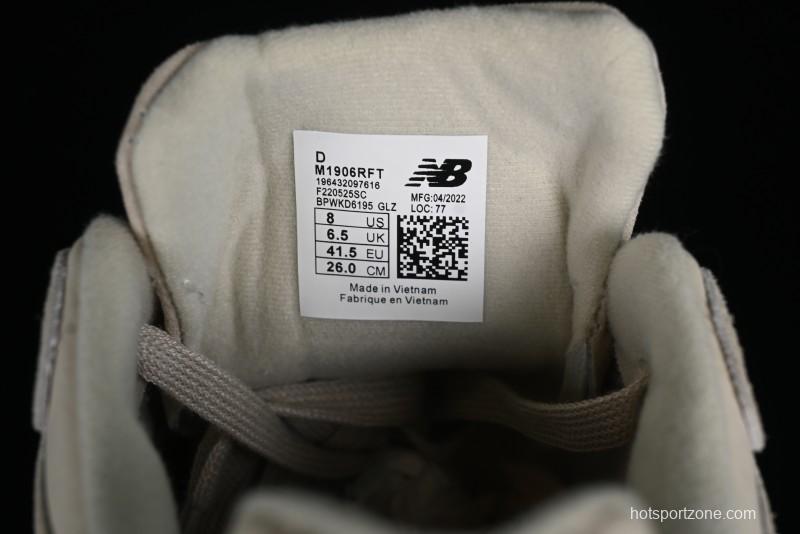 D
M1906RFT
196432097616
F220525SC
BPWKD6195 GLZ
NB
MFG:04/2022
LOC: 77
8 US
6.5 UK
41.5 EU
26.0 CM
Made in Vietnam
Fabrique en Vietnam
hotsportzone.com